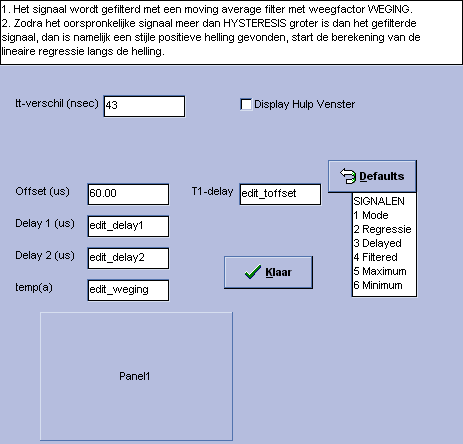 1. Het signaal wordt gefilterd met een moving average filter met weegfactor WEGING.
2. Zodra het oorspronkelijke signaal meer dan HYSTERESIS groter is dan het gefilterde
signaal, dan is namelijk een stijle positieve helling gevonden, start de berekening van de
lineaire regressie langs de helling.
tt-verschil (nsec) 43
Display Hulp Venster
Defaults
Offset (us) 60.00
T1-delay edit_toffset
SIGNALEN
1 Mode
2 Regressie
3 Delayed
4 Filtered
5 Maximum
6 Minimum
Delay 1 (us) edit_delay1
Delay 2 (us) edit_delay2
Klaar
temp(a) edit_weging
Panel1